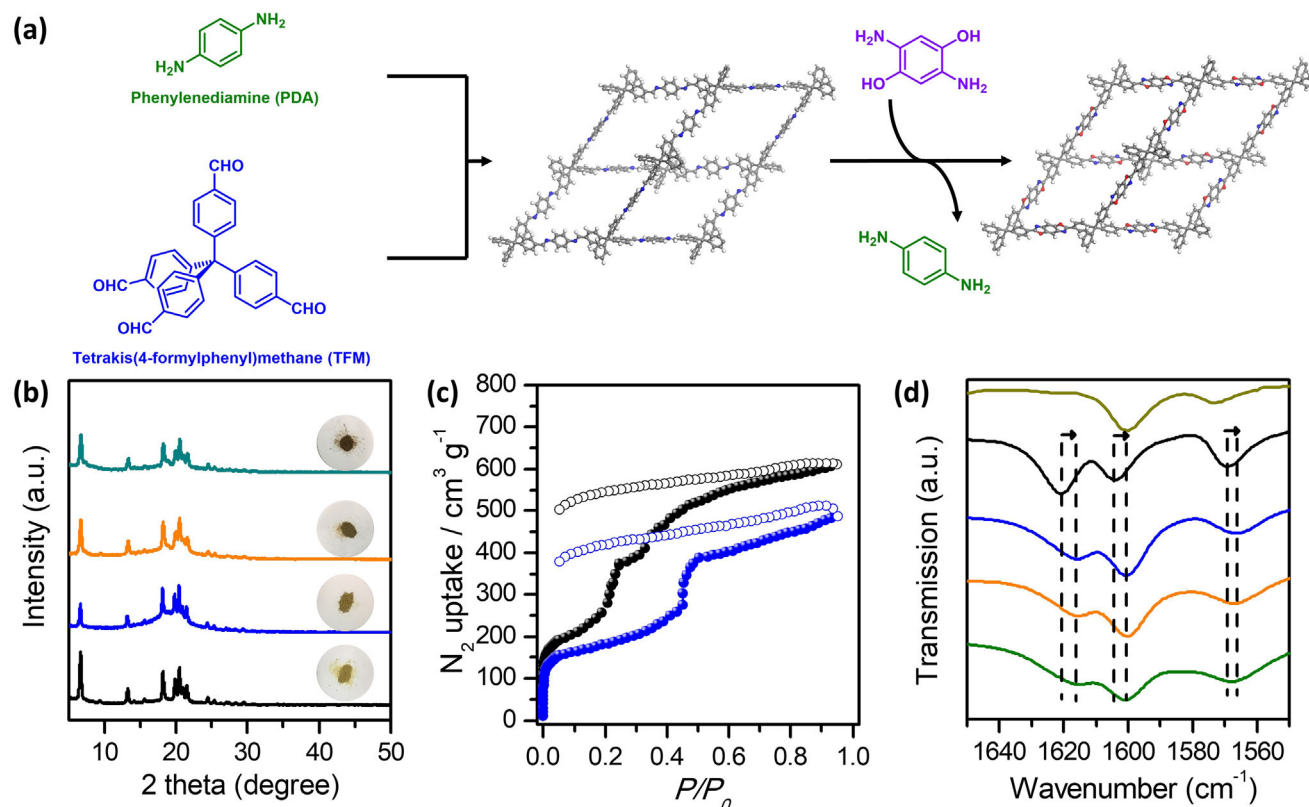 (a)
NH₂
H₂N
Phenylenediamine (PDA)
CHO
OHC
OHC
CHO
Tetrakis(4-formylphenyl)methane (TFM)
H₂N
OH
HO
NH₂
H₂N
NH₂
(b)
Intensity (a.u.)
10 20 30 40 50
2 theta (degree)
(c)
N₂ uptake / cm³ g⁻¹
800
700
600
500
400
300
200
100
0
0.0 0.2 0.4 0.6 0.8 1.0
P/P₀
(d)
Transmission (a.u.)
1640 1620 1600 1580 1560
Wavenumber (cm⁻¹)